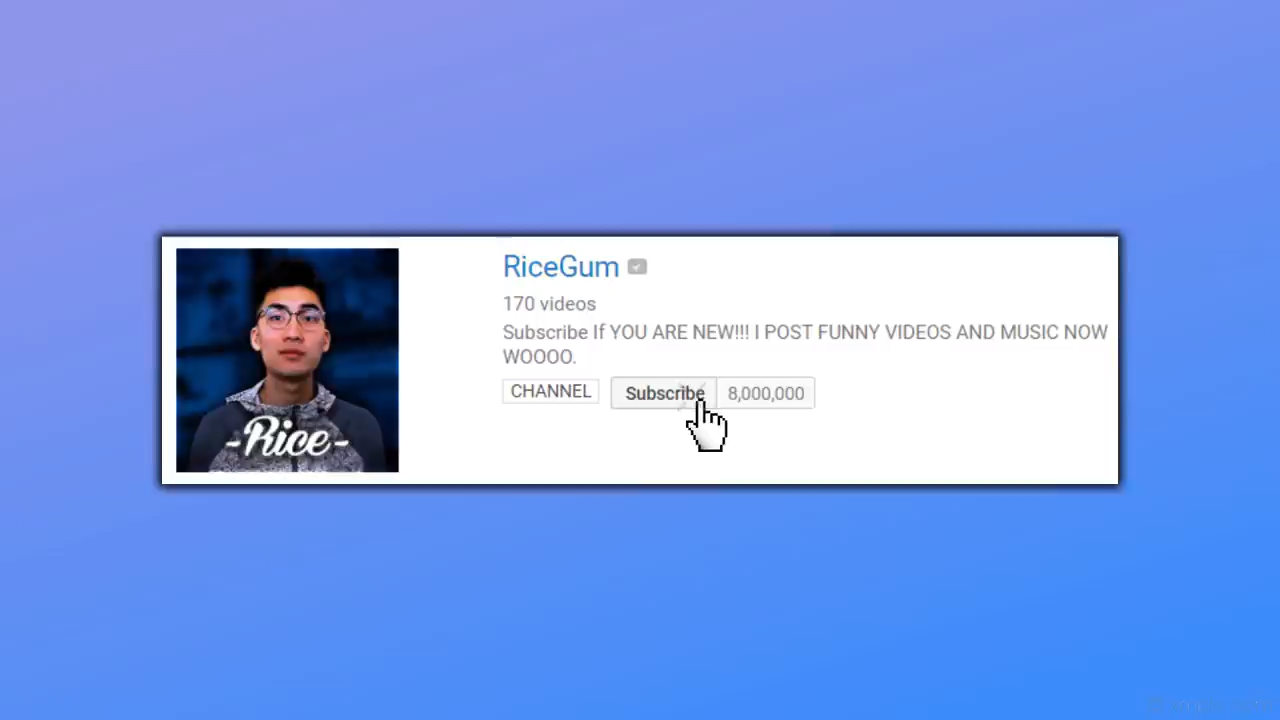 RiceGum
170 videos
Subscribe If YOU ARE NEW!!! I POST FUNNY VIDEOS AND MUSIC NOW
WOOOO.
CHANNEL Subscribe 8,000,000
-Rice-